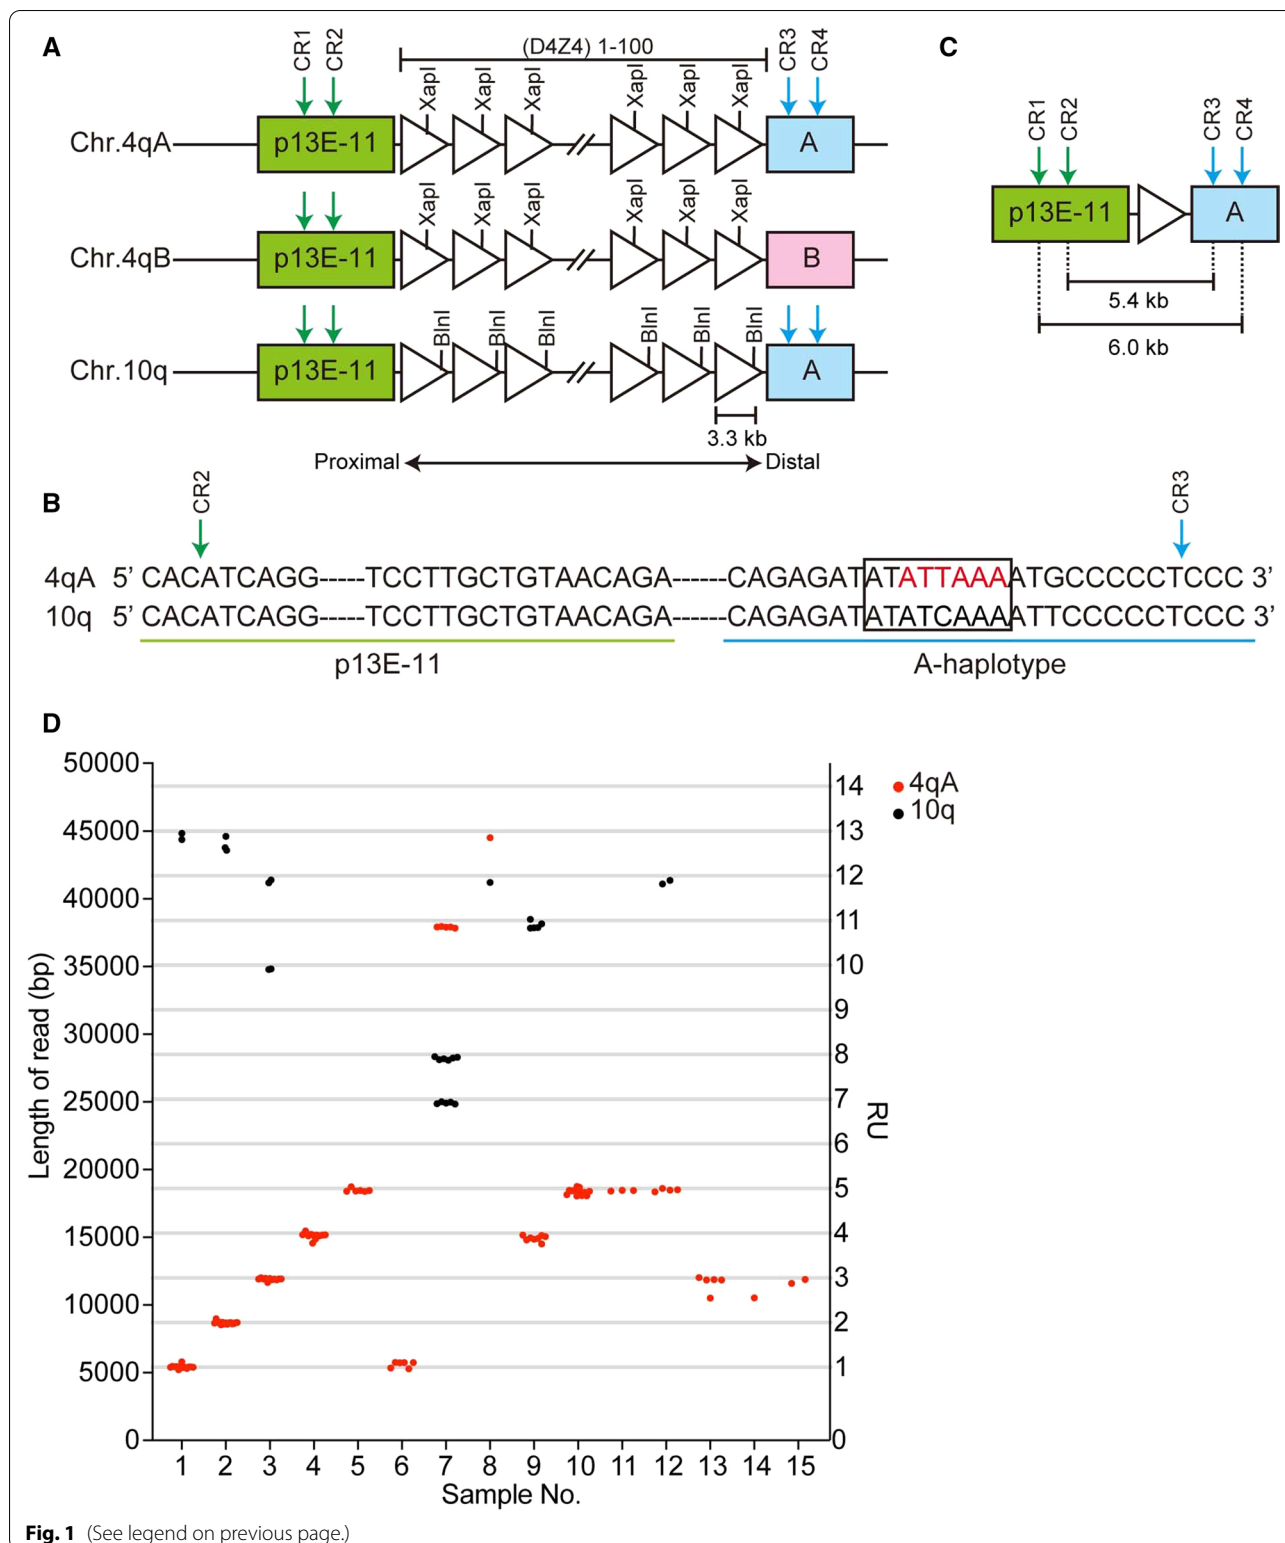 A
CR1 CR2 (D4Z4) 1-100 CR3 CR4
XapI XapI XapI XapI XapI XapI
Chr.4qA p13E-11 A
XapI XapI XapI XapI XapI XapI
Chr.4qB p13E-11 B
BlnI BlnI BlnI BlnI BlnI BlnI
Chr.10q p13E-11 A
3.3 kb
Proximal Distal
C
CR1 CR2 CR3 CR4
p13E-11 A
5.4 kb
6.0 kb
B
CR2 CR3
4qA 5’ CACATCAGG-----TCCTTGCTGTAACAGA------CAGAGATATATTAAAATGCCCCCTCCC 3’
10q 5’ CACATCAGG-----TCCTTGCTGTAACAGA------CAGAGATATATCAAAATTCCCCCTCCC 3’
p13E-11 A-haplotype
D
50000
45000
40000
35000
30000
25000
20000
15000
10000
5000
0
Length of read (bp)
14
13
12
11
10
9
8
7
6
5
4
3
2
1
0
RU
4qA
10q
1 2 3 4 5 6 7 8 9 10 11 12 13 14 15
Sample No.
Fig. 1 (See legend on previous page.)